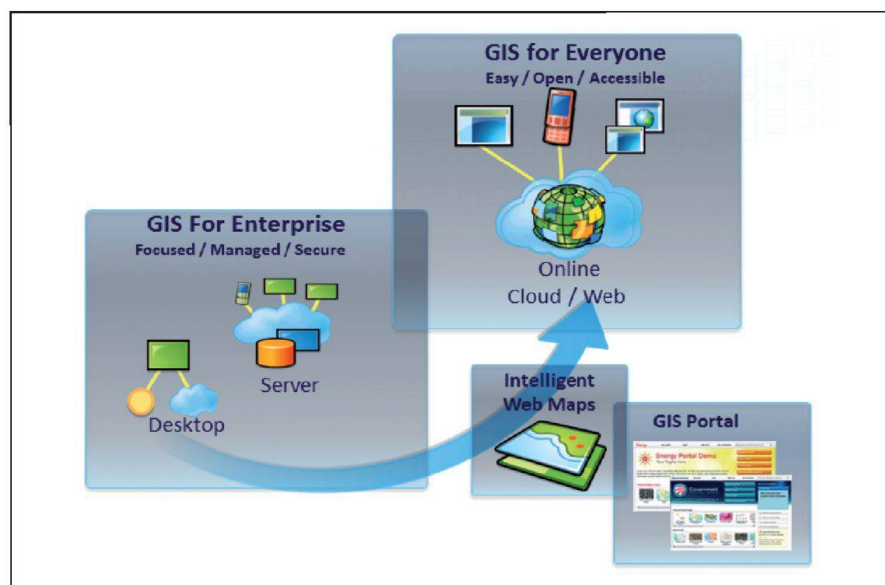 GIS for Everyone
Easy / Open / Accessible
Online
Cloud / Web
GIS For Enterprise
Focused / Managed / Secure
Server
Desktop
Intelligent
Web Maps
GIS Portal
Energy Portal Demo
Government